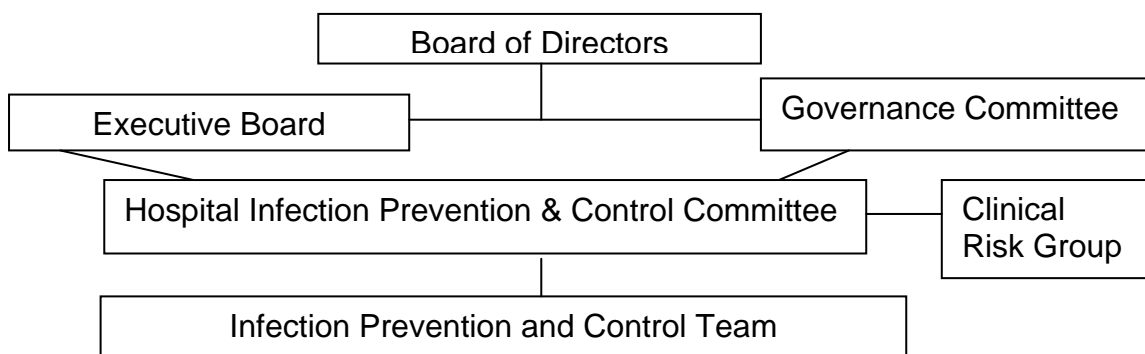 Board of Directors
Executive Board
Governance Committee
Hospital Infection Prevention & Control Committee
Clinical
Risk Group
Infection Prevention and Control Team